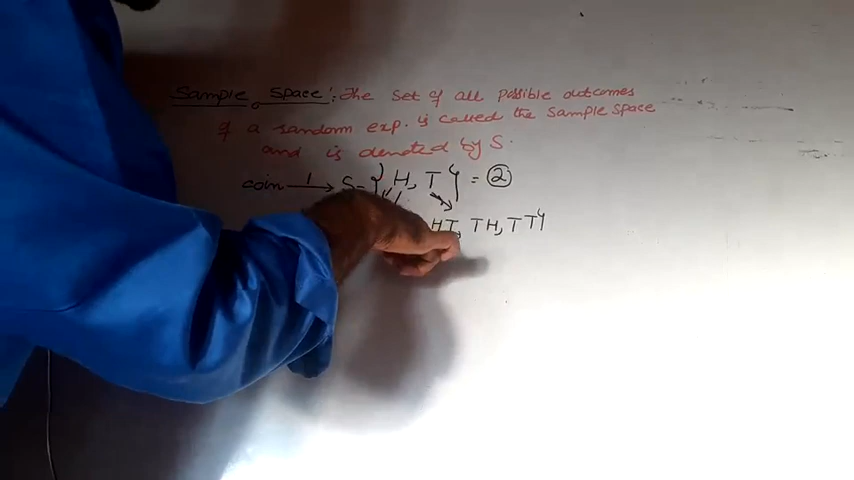 Sample Space: The set of all possible outcomes
of a random exp. is called the sample space
and is denoted by S.
coin 1→ S = {H, T} = 2
HT, TH, TT}